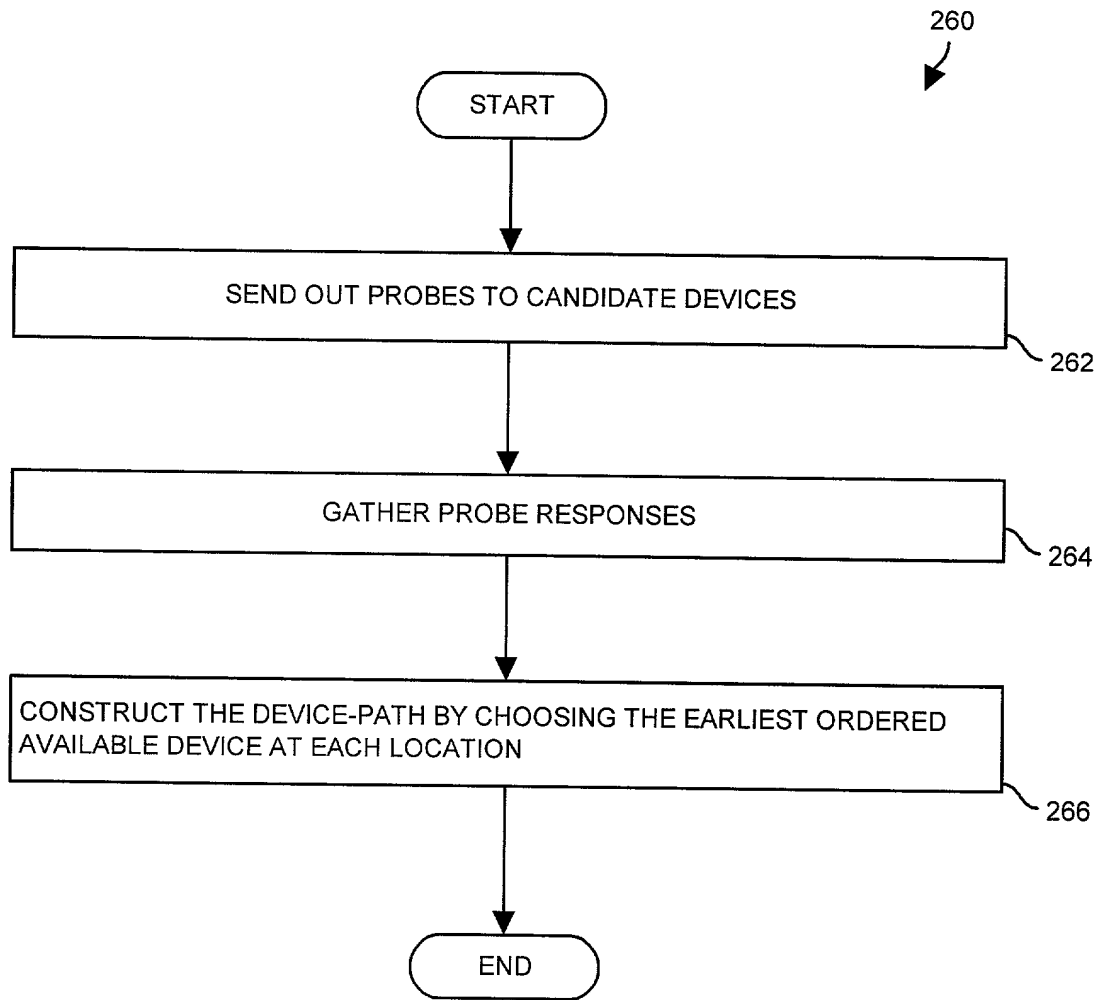 260
START
SEND OUT PROBES TO CANDIDATE DEVICES
262
GATHER PROBE RESPONSES
264
CONSTRUCT THE DEVICE-PATH BY CHOOSING THE EARLIEST ORDERED
AVAILABLE DEVICE AT EACH LOCATION
266
END